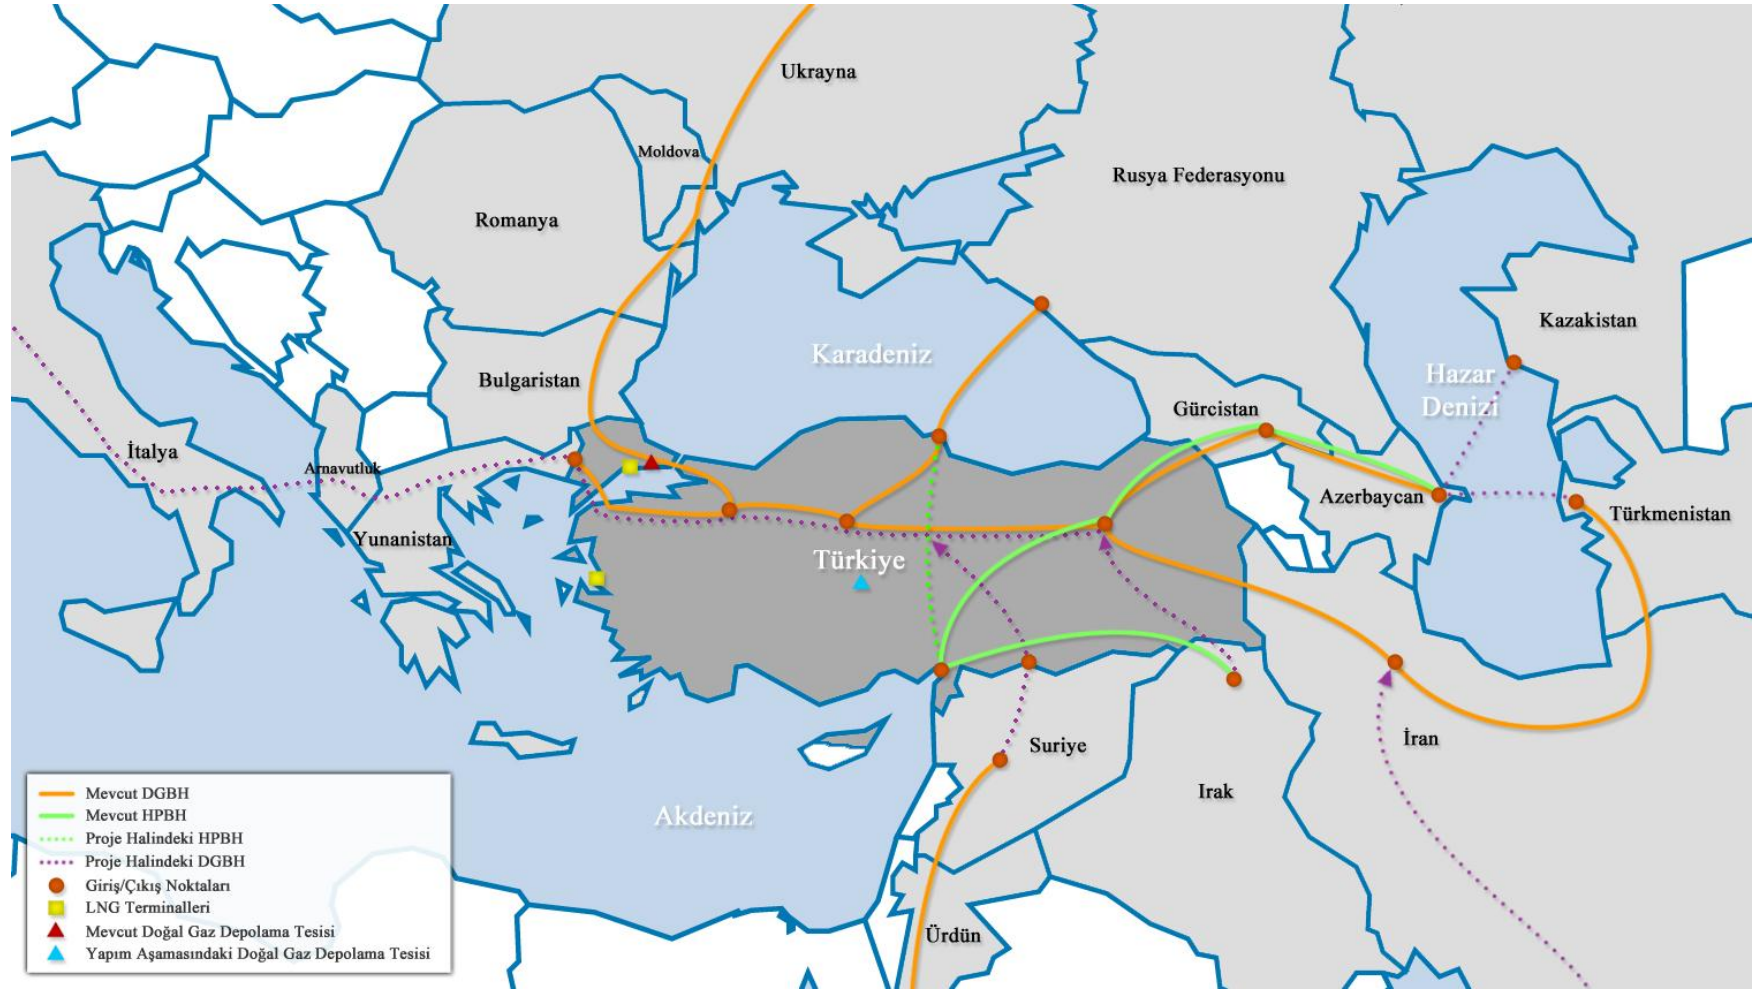 Ukrayna
Moldova
Rusya Federasyonu
Romanya
Kazakistan
Karadeniz
Hazar
Denizi
Bulgaristan
Gürcistan
İtalya
Arnavutluk
Azerbaycan
Türkmenistan
Yunanistan
Türkiye
İran
Suriye
Irak
Akdeniz
Ürdün
Mevcut DGBH
Mevcut HPBH
Proje Halindeki HPBH
Proje Halindeki DGBH
Giriş/Çıkış Noktaları
LNG Terminalleri
Mevcut Doğal Gaz Depolama Tesisi
Yapım Aşamasındaki Doğal Gaz Depolama Tesisi